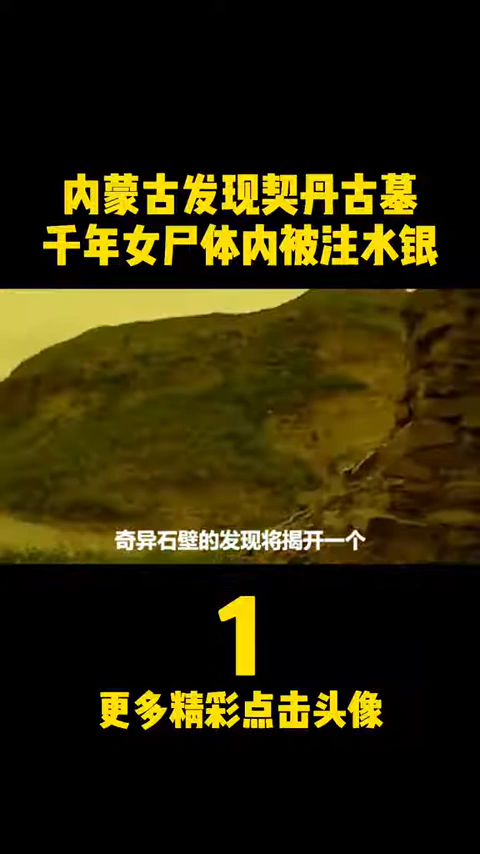 内蒙古发现契丹古墓
千年女尸体内被注水银
奇异石壁的发现将揭开一个
1
更多精彩点击头像